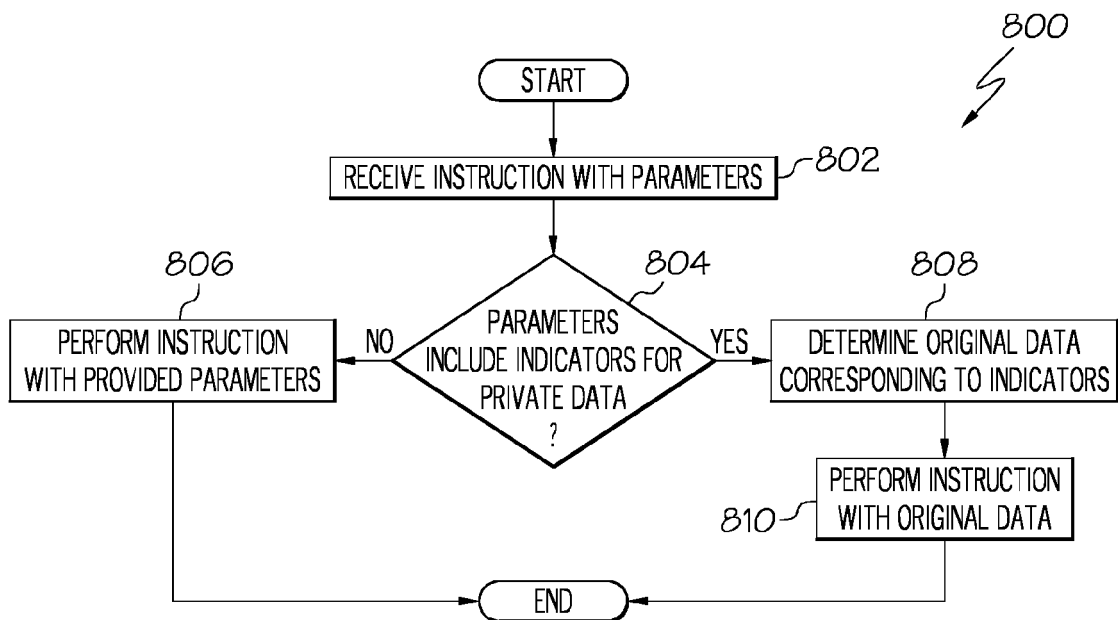 800
START
RECEIVE INSTRUCTION WITH PARAMETERS
802
804
PARAMETERS
INCLUDE INDICATORS FOR
PRIVATE DATA
?
NO
YES
806
PERFORM INSTRUCTION
WITH PROVIDED PARAMETERS
808
DETERMINE ORIGINAL DATA
CORRESPONDING TO INDICATORS
810
PERFORM INSTRUCTION
WITH ORIGINAL DATA
END